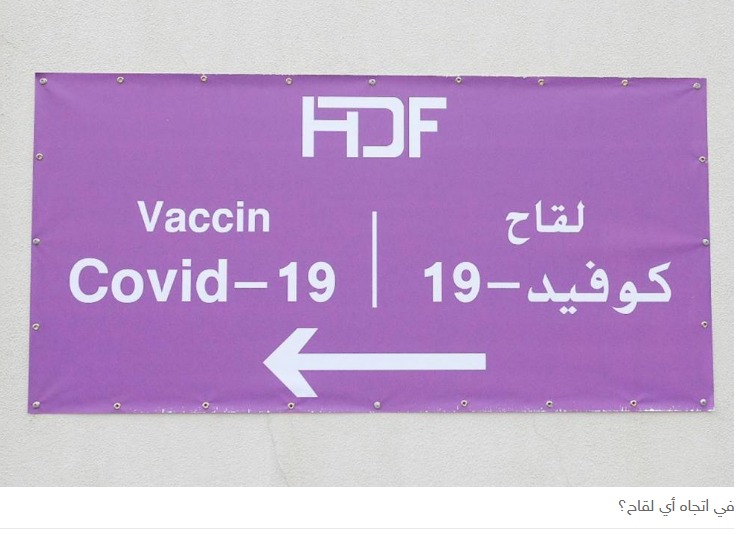 HDF
Vaccin
Covid-19
لقاح
كوفيد-19
في اتجاه أي لقاح؟